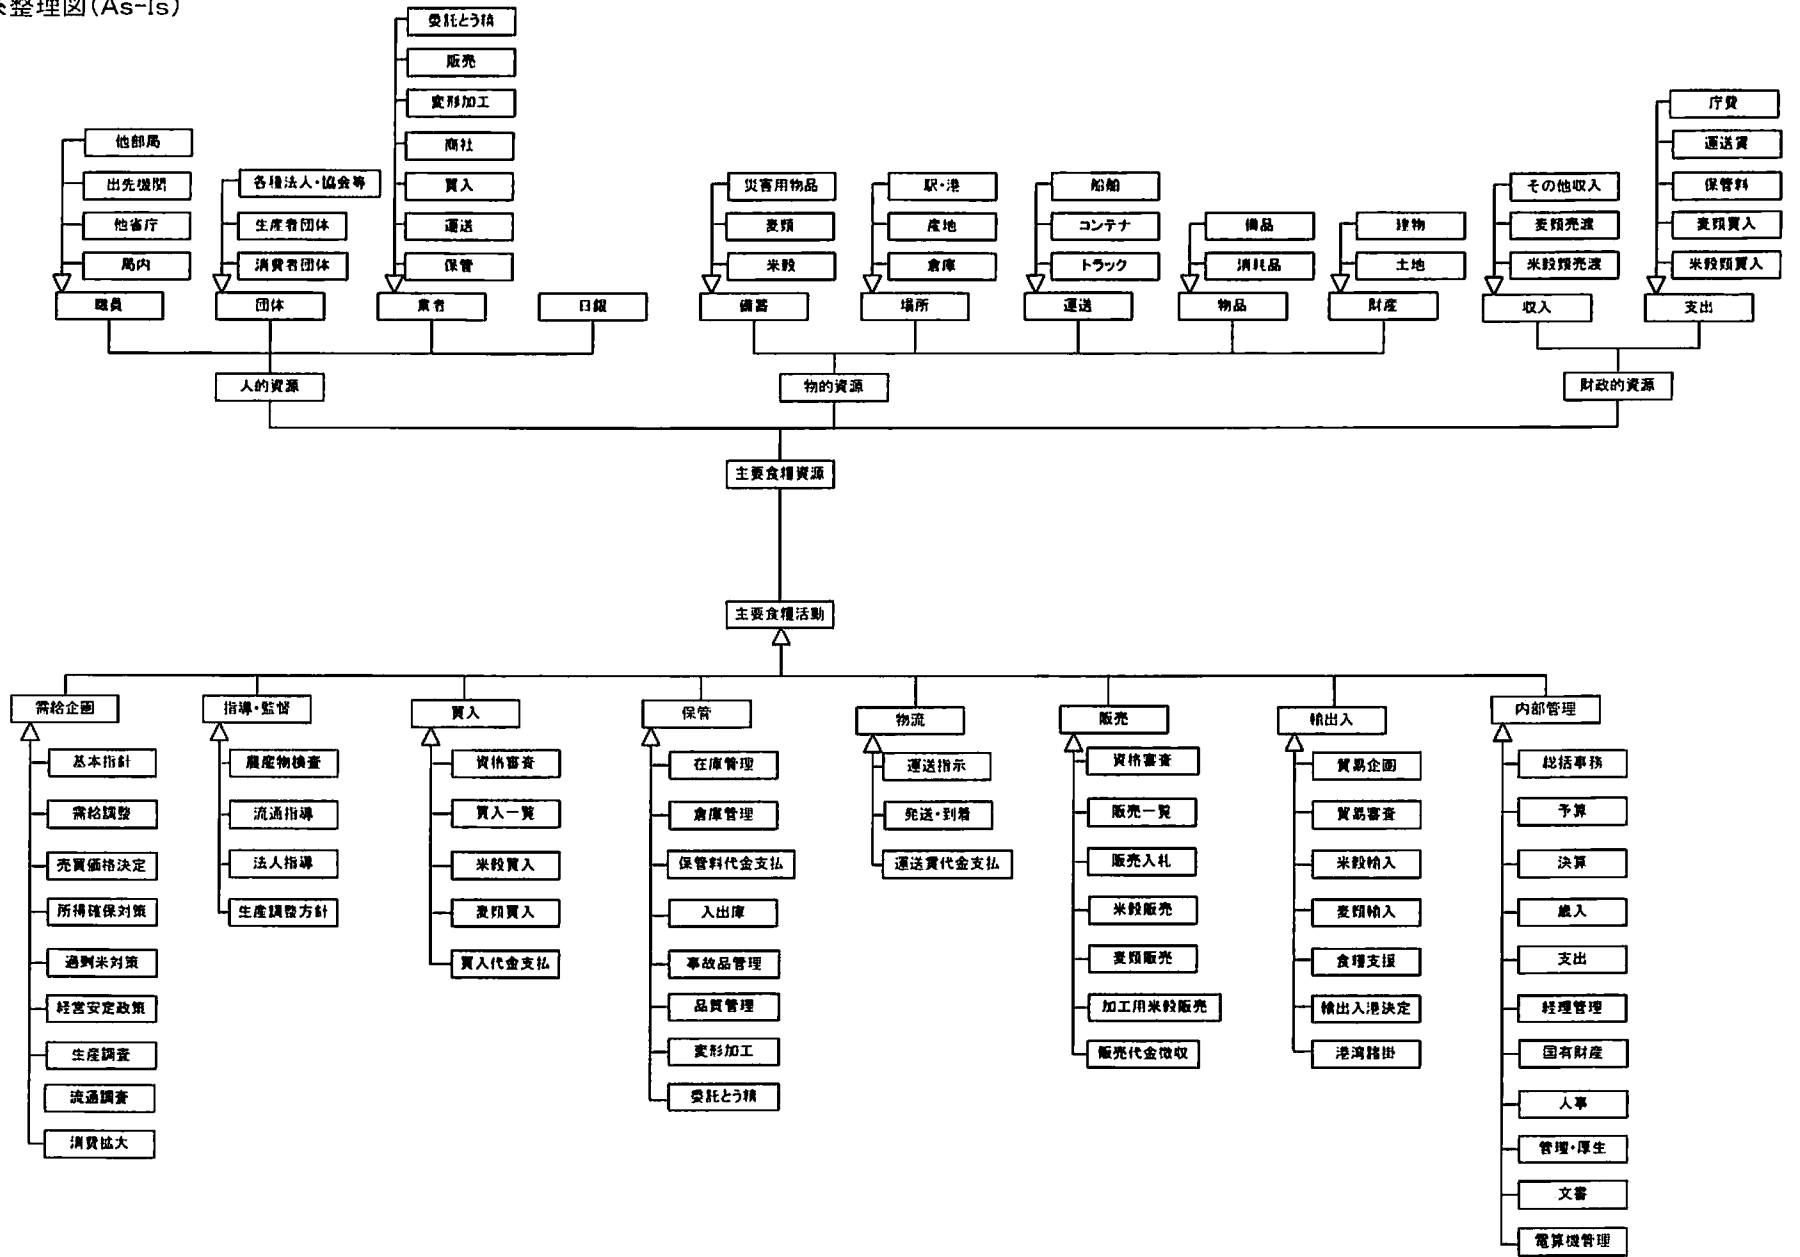 整理図(As-Is)
委託とう精
販売
変形加工
商社
買入
運送
保管
業者
他部局
出先機関
他省庁
局内
職員
各種法人・協会等
生産者団体
消費者団体
団体
日銀
災害用物品
麦類
米穀
備蓄
駅・港
産地
倉庫
場所
船舶
コンテナ
トラック
運送
備品
消耗品
物品
建物
土地
財産
その他収入
麦類売渡
米穀類売渡
収入
庁費
運送賃
保管料
麦類買入
米穀類買入
支出
人的資源
物的資源
財政的資源
主要食糧資源
主要食糧活動
需給企画
基本指針
需給調整
売買価格決定
所得確保対策
過剰米対策
経営安定政策
生産調査
流通調査
消費拡大
指導・監督
農産物検査
流通指導
法人指導
生産調整方針
買入
資格審査
買入一覧
米穀買入
麦類買入
買入代金支払
保管
在庫管理
倉庫管理
保管料代金支払
入出庫
事故品管理
品質管理
変形加工
委託とう精
物流
運送指示
発送・到着
運送賃代金支払
販売
資格審査
販売一覧
販売入札
米穀販売
麦類販売
加工用米穀販売
販売代金徴収
輸出入
貿易企画
貿易審査
米穀輸入
麦類輸入
食糧支援
輸出入港決定
港湾諸掛
内部管理
総括事務
予算
決算
歳入
支出
経理管理
国有財産
人事
管理・厚生
文書
電算機管理